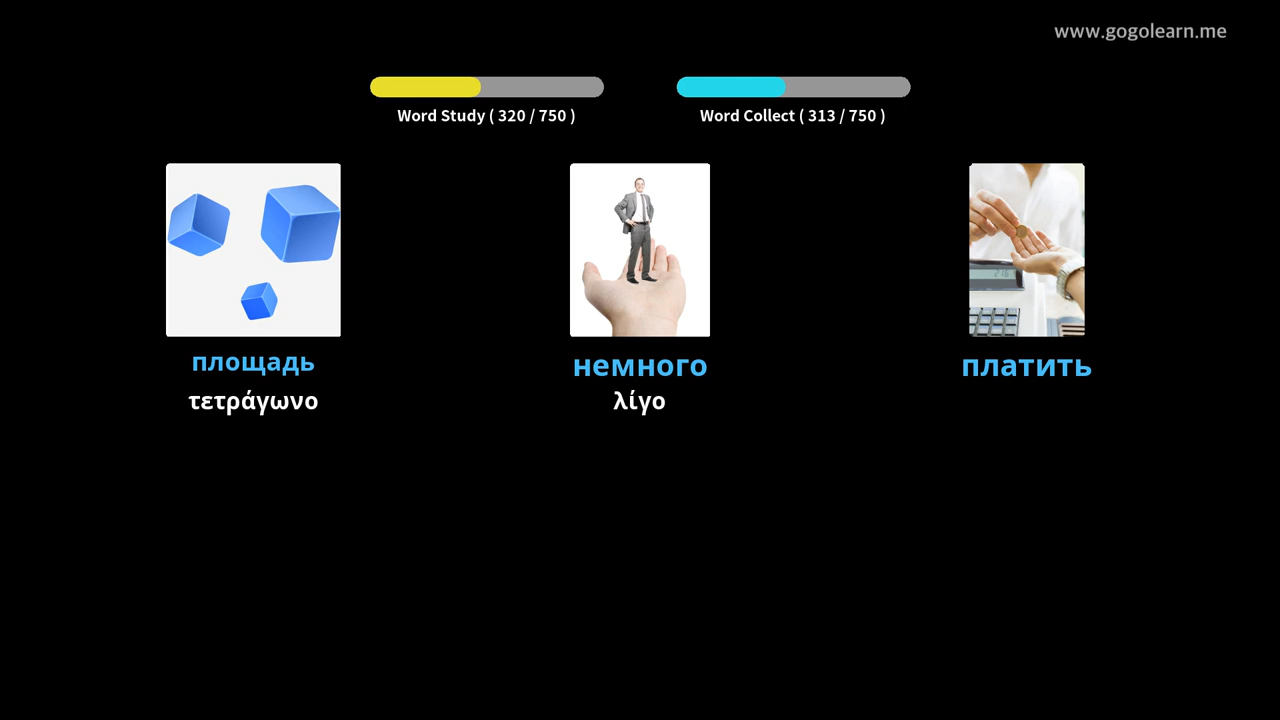 www.gogolearn.me
Word Study ( 320 / 750 )
Word Collect ( 313 / 750 )
площадь
немного
платить
τετράγωνο
λίγο